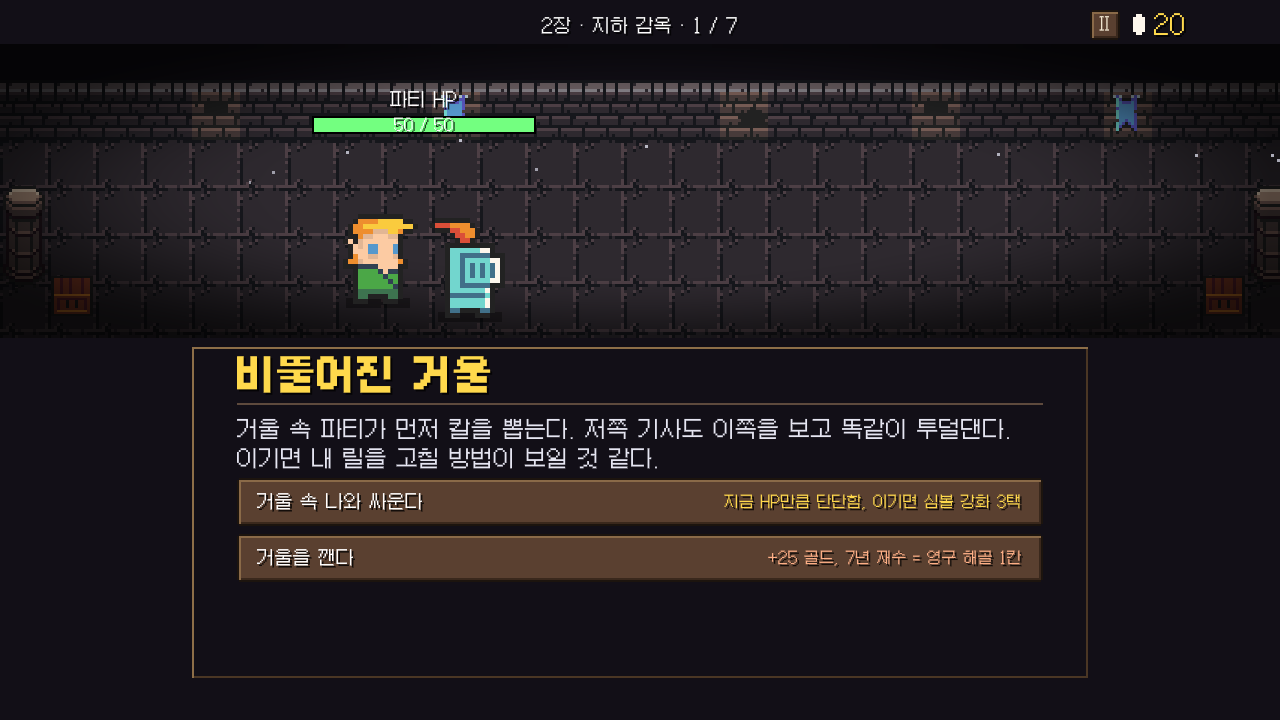 2장 · 지하 감옥 · 1 / 7
II
20
파티 HP
50 / 50
비뚤어진 거울
거울 속 파티가 먼저 칼을 뽑는다. 저쪽 기사도 이쪽을 보고 똑같이 투덜댄다.
이기면 내 릴을 고칠 방법이 보일 것 같다.
거울 속 나와 싸운다
지금 HP만큼 단단함, 이기면 심볼 강화 3택
거울을 깬다
+25 골드, 7년 재수 = 영구 해골 1칸